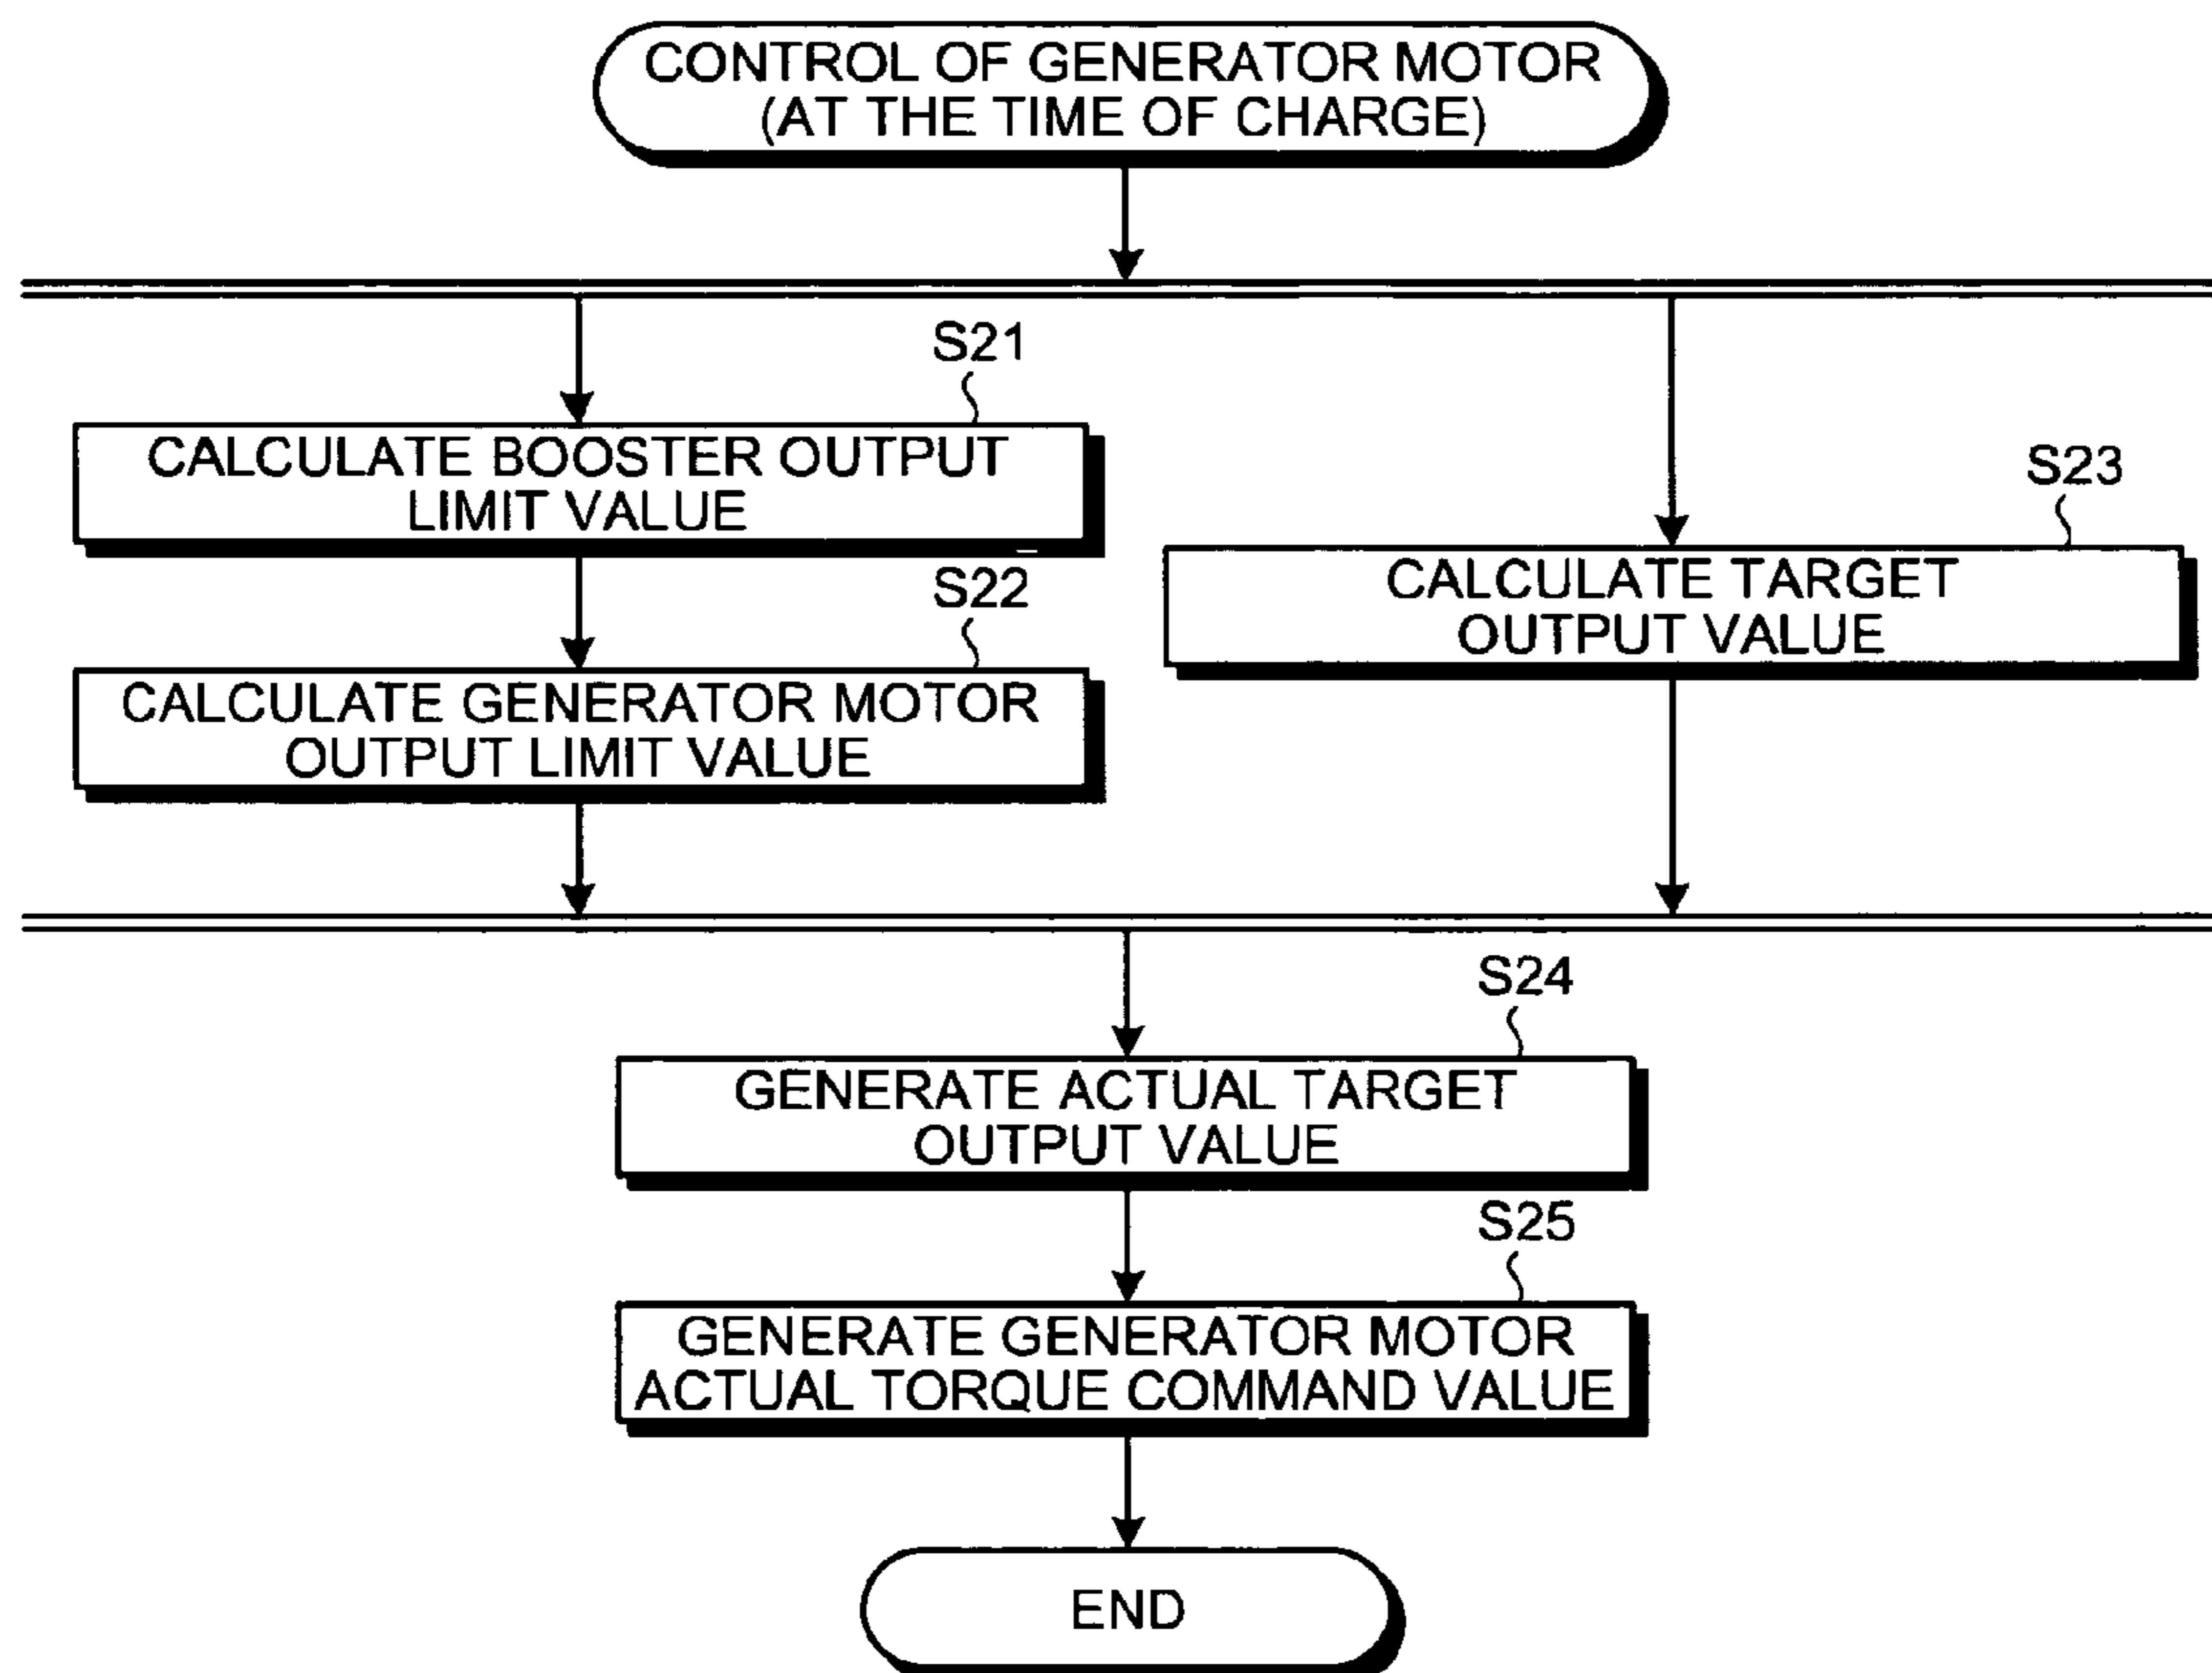 CONTROL OF GENERATOR MOTOR
(AT THE TIME OF CHARGE)
S21
CALCULATE BOOSTER OUTPUT
LIMIT VALUE
S22
CALCULATE GENERATOR MOTOR
OUTPUT LIMIT VALUE
S23
CALCULATE TARGET
OUTPUT VALUE
S24
GENERATE ACTUAL TARGET
OUTPUT VALUE
S25
GENERATE GENERATOR MOTOR
ACTUAL TORQUE COMMAND VALUE
END